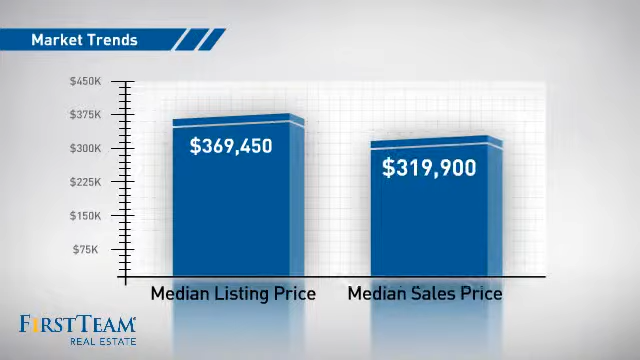 Market Trends
$450K
$375K
$300K
$225K
$150K
$75K
$369,450
$319,900
Median Listing Price
Median Sales Price
FIRSTTEAM®
REAL ESTATE